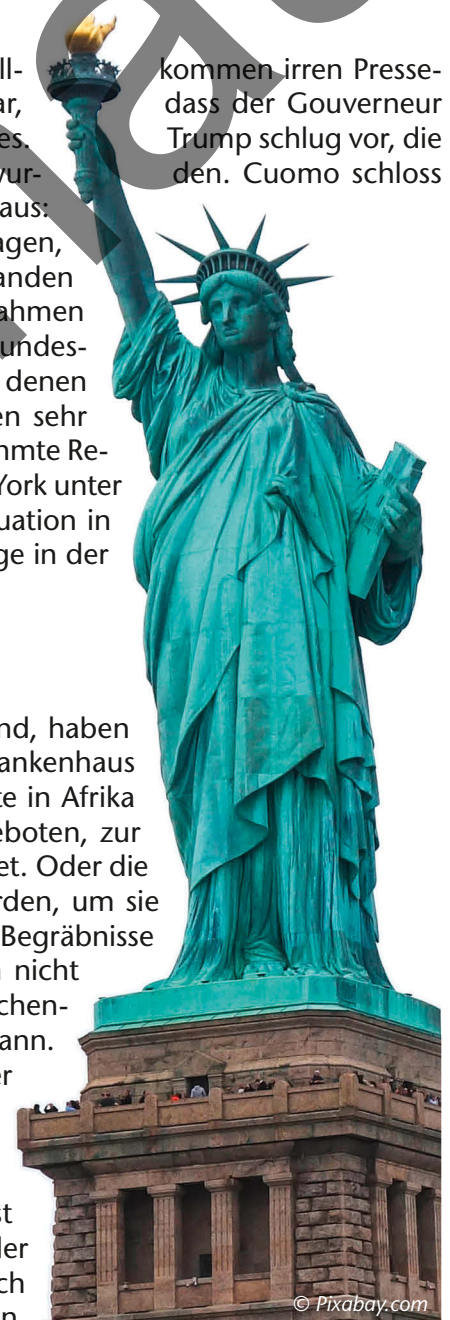 ll- kommen irren Presse-
ar, dass der Gouverneur
es. Trump schlug vor, die
wur- den. Cuomo schloss
aus:
agen,
anden
ahmen
undes-
denen
en sehr
mmte Re-
York unter
uation in
ge in der
nd, haben
ankenhaus
te in Afrika
eboten, zur
et. Oder die
rden, um sie
Begräbnisse
n nicht
chen-
ann.
er
st
der
ch
n
© Pixabay.com